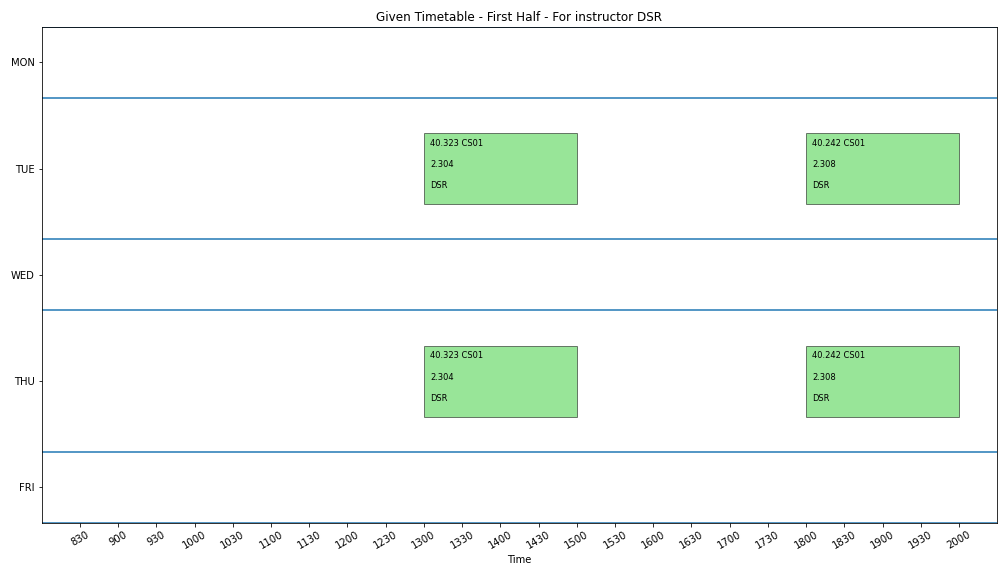 Given Timetable - First Half - For instructor DSR
MON
TUE
40.323 CS01
2.304
DSR
40.242 CS01
2.308
DSR
WED
THU
40.323 CS01
2.304
DSR
40.242 CS01
2.308
DSR
FRI
830 900 930 1000 1030 1100 1130 1200 1230 1300 1330 1400 1430 1500 1530 1600 1630 1700 1730 1800 1830 1900 1930 2000
Time